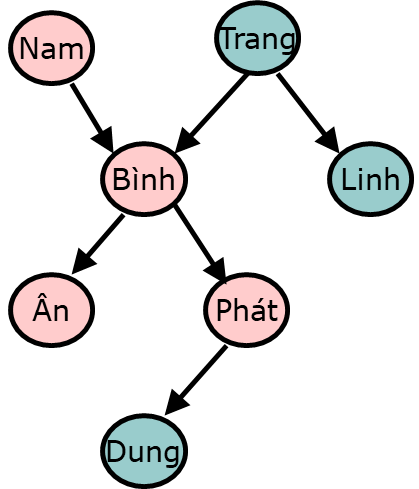 Nam
Trang
Bình
Linh
Ân
Phát
Dung